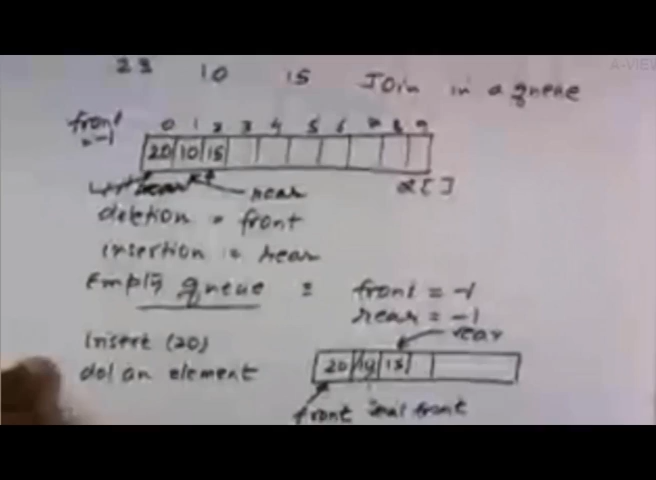 A-VIEW
23 10 15 Join in a queue
front = -1
0 1 2 3 4 5 6 7 8 9
20 10 15
rear
a[ ]
deletion = front
insertion = rear
Empty queue = front = -1
rear = -1
rear
Insert (20)
20 10 15
del an element
front front